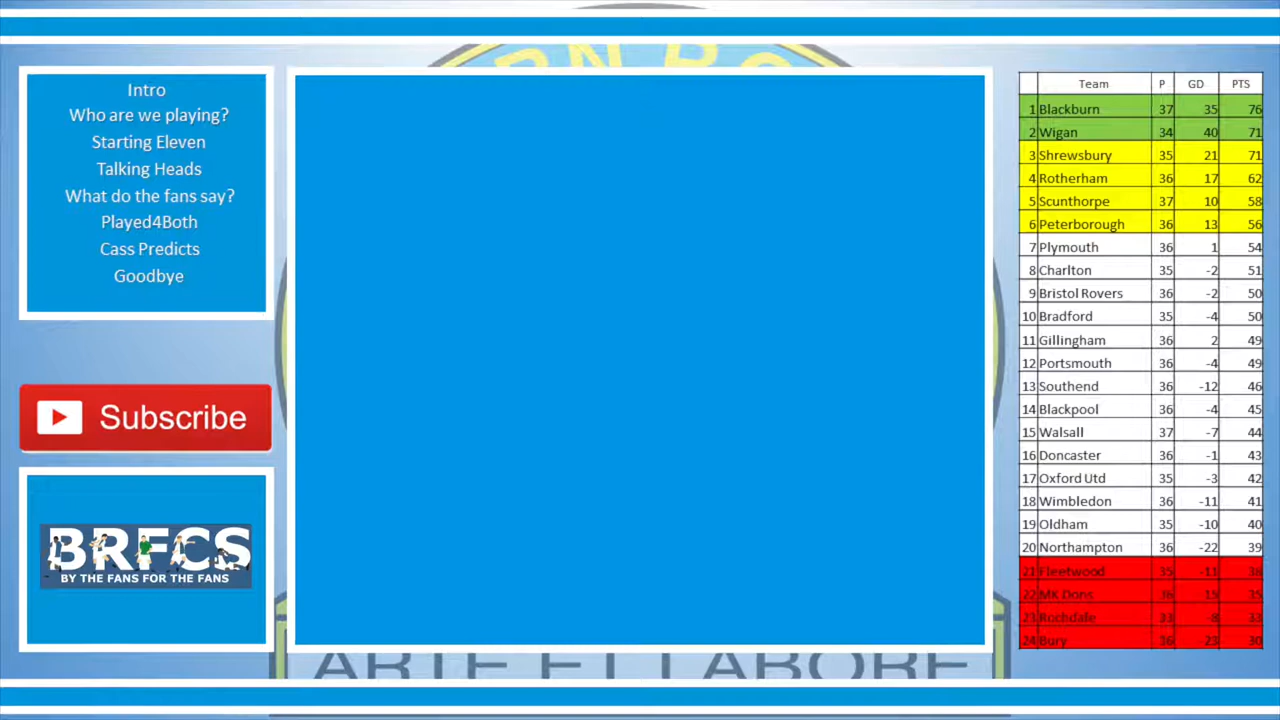 RN RO
Intro
Who are we playing?
Starting Eleven
Talking Heads
What do the fans say?
Played4Both
Cass Predicts
Goodbye
Subscribe
BRFCS
BY THE FANS FOR THE FANS
Team P GD PTS
1 Blackburn 37 35 76
2 Wigan 34 40 71
3 Shrewsbury 35 21 71
4 Rotherham 36 17 62
5 Scunthorpe 37 10 58
6 Peterborough 36 13 56
7 Plymouth 36 1 54
8 Charlton 35 -2 51
9 Bristol Rovers 36 -2 50
10 Bradford 35 -4 50
11 Gillingham 36 2 49
12 Portsmouth 36 -4 49
13 Southend 36 -12 46
14 Blackpool 36 -4 45
15 Walsall 37 -7 44
16 Doncaster 36 -1 43
17 Oxford Utd 35 -3 42
18 Wimbledon 36 -11 41
19 Oldham 35 -10 40
20 Northampton 36 -22 39
21 Fleetwood 35 -11 38
22 MK Dons 36 -15 35
23 Rochdale 33 -8 33
24 Bury 36 -23 30
ARTE ET LABORE